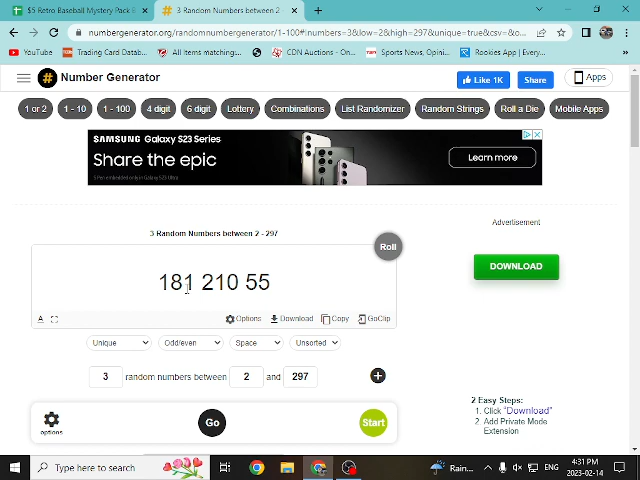 $5 Retro Baseball Mystery Pack S
3 Random Numbers between 2 -
numbergenerator.org/randomnumbergenerator/1-100#!numbers=3&low=2&high=297&unique=true&csv=&o...
YouTube
Trading Card Datab...
All Items matching:...
CDN Auctions - On...
Sports News, Opini...
Rookies App | Every...
Number Generator
Like 1K
Share
Apps
1 or 2
1 - 10
1 - 100
4 digit
6 digit
Lottery
Combinations
List Randomizer
Random Strings
Roll a Die
Mobile Apps
SAMSUNG Galaxy S23 Series
Share the epic
Learn more
Advertisement
3 Random Numbers between 2 - 297
Roll
181 210 55
DOWNLOAD
A
Options
Download
Copy
GoClip
Unique
Odd/even
Space
Unsorted
3 random numbers between 2 and 297
2 Easy Steps:
1. Click "Download"
2. Add Private Mode
Extension
options
Go
Start
Type here to search
Rain...
ENG
4:31 PM
2023-02-14